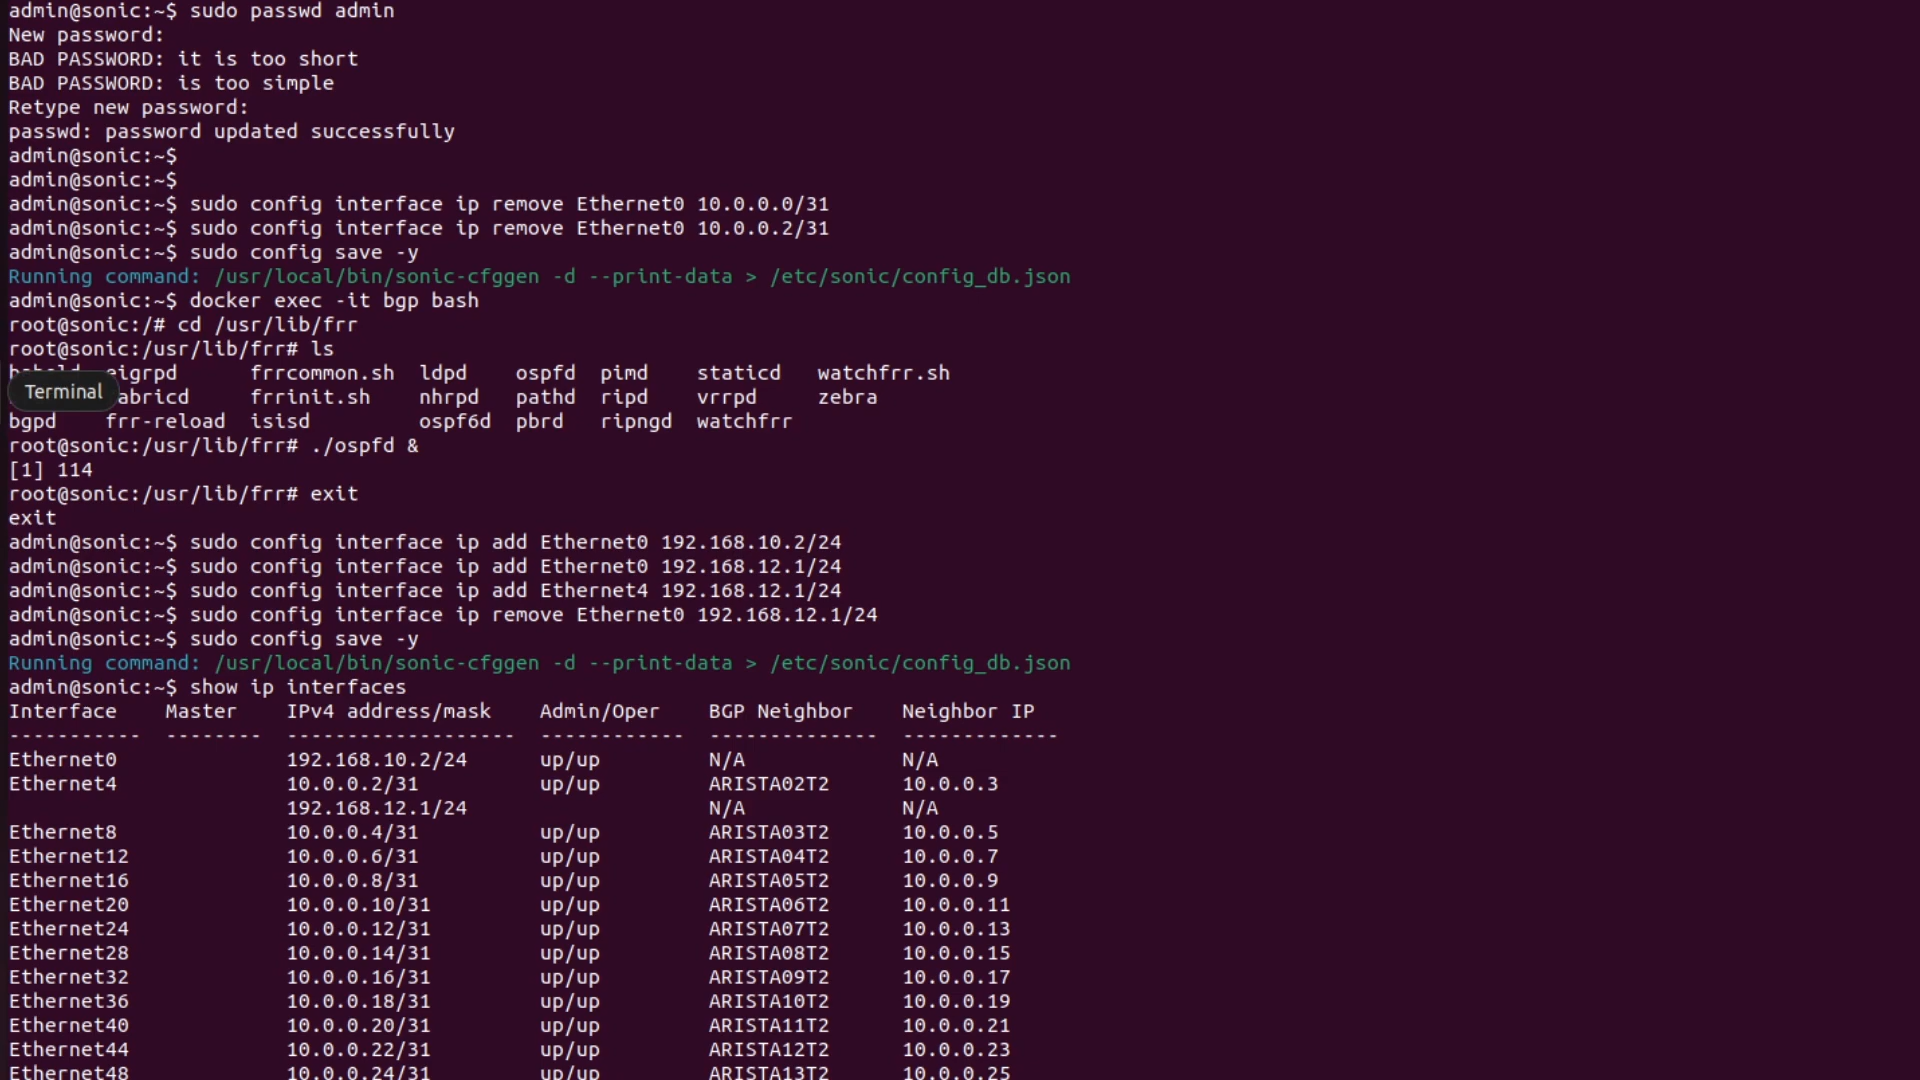 admin@sonic:~$ sudo passwd admin
New password:
BAD PASSWORD: it is too short
BAD PASSWORD: is too simple
Retype new password:
passwd: password updated successfully
admin@sonic:~$
admin@sonic:~$
admin@sonic:~$ sudo config interface ip remove Ethernet0 10.0.0.0/31
admin@sonic:~$ sudo config interface ip remove Ethernet0 10.0.0.2/31
admin@sonic:~$ sudo config save -y
Running command: /usr/local/bin/sonic-cfggen -d --print-data > /etc/sonic/config_db.json
admin@sonic:~$ docker exec -it bgp bash
root@sonic:/# cd /usr/lib/frr
root@sonic:/usr/lib/frr# ls
eigrpd frrcommon.sh ldpd ospfd pimd staticd watchfrr.sh
Terminal
abricd frrinit.sh nhrpd pathd ripd vrrpd zebra
bgpd frr-reload isisd ospf6d pbrd ripngd watchfrr
root@sonic:/usr/lib/frr# ./ospfd &
[1] 114
root@sonic:/usr/lib/frr# exit
exit
admin@sonic:~$ sudo config interface ip add Ethernet0 192.168.10.2/24
admin@sonic:~$ sudo config interface ip add Ethernet0 192.168.12.1/24
admin@sonic:~$ sudo config interface ip add Ethernet4 192.168.12.1/24
admin@sonic:~$ sudo config interface ip remove Ethernet0 192.168.12.1/24
admin@sonic:~$ sudo config save -y
Running command: /usr/local/bin/sonic-cfggen -d --print-data > /etc/sonic/config_db.json
admin@sonic:~$ show ip interfaces
Interface Master IPv4 address/mask Admin/Oper BGP Neighbor Neighbor IP
----------- -------- ------------------- ------------ -------------- -------------
Ethernet0 192.168.10.2/24 up/up N/A N/A
Ethernet4 10.0.0.2/31 up/up ARISTA02T2 10.0.0.3
192.168.12.1/24 N/A N/A
Ethernet8 10.0.0.4/31 up/up ARISTA03T2 10.0.0.5
Ethernet12 10.0.0.6/31 up/up ARISTA04T2 10.0.0.7
Ethernet16 10.0.0.8/31 up/up ARISTA05T2 10.0.0.9
Ethernet20 10.0.0.10/31 up/up ARISTA06T2 10.0.0.11
Ethernet24 10.0.0.12/31 up/up ARISTA07T2 10.0.0.13
Ethernet28 10.0.0.14/31 up/up ARISTA08T2 10.0.0.15
Ethernet32 10.0.0.16/31 up/up ARISTA09T2 10.0.0.17
Ethernet36 10.0.0.18/31 up/up ARISTA10T2 10.0.0.19
Ethernet40 10.0.0.20/31 up/up ARISTA11T2 10.0.0.21
Ethernet44 10.0.0.22/31 up/up ARISTA12T2 10.0.0.23
Ethernet48 10.0.0.24/31 up/up ARISTA13T2 10.0.0.25